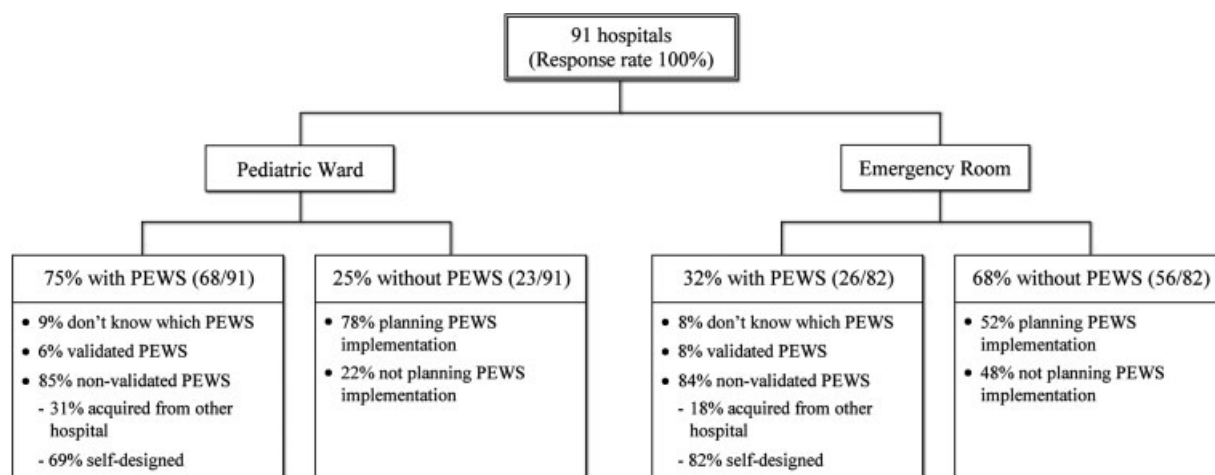 91 hospitals
(Response rate 100%)
Pediatric Ward
Emergency Room
75% with PEWS (68/91)
• 9% don’t know which PEWS
• 6% validated PEWS
• 85% non-validated PEWS
- 31% acquired from other
hospital
- 69% self-designed
25% without PEWS (23/91)
• 78% planning PEWS
implementation
• 22% not planning PEWS
implementation
32% with PEWS (26/82)
• 8% don’t know which PEWS
• 8% validated PEWS
• 84% non-validated PEWS
- 18% acquired from other
hospital
- 82% self-designed
68% without PEWS (56/82)
• 52% planning PEWS
implementation
• 48% not planning PEWS
implementation